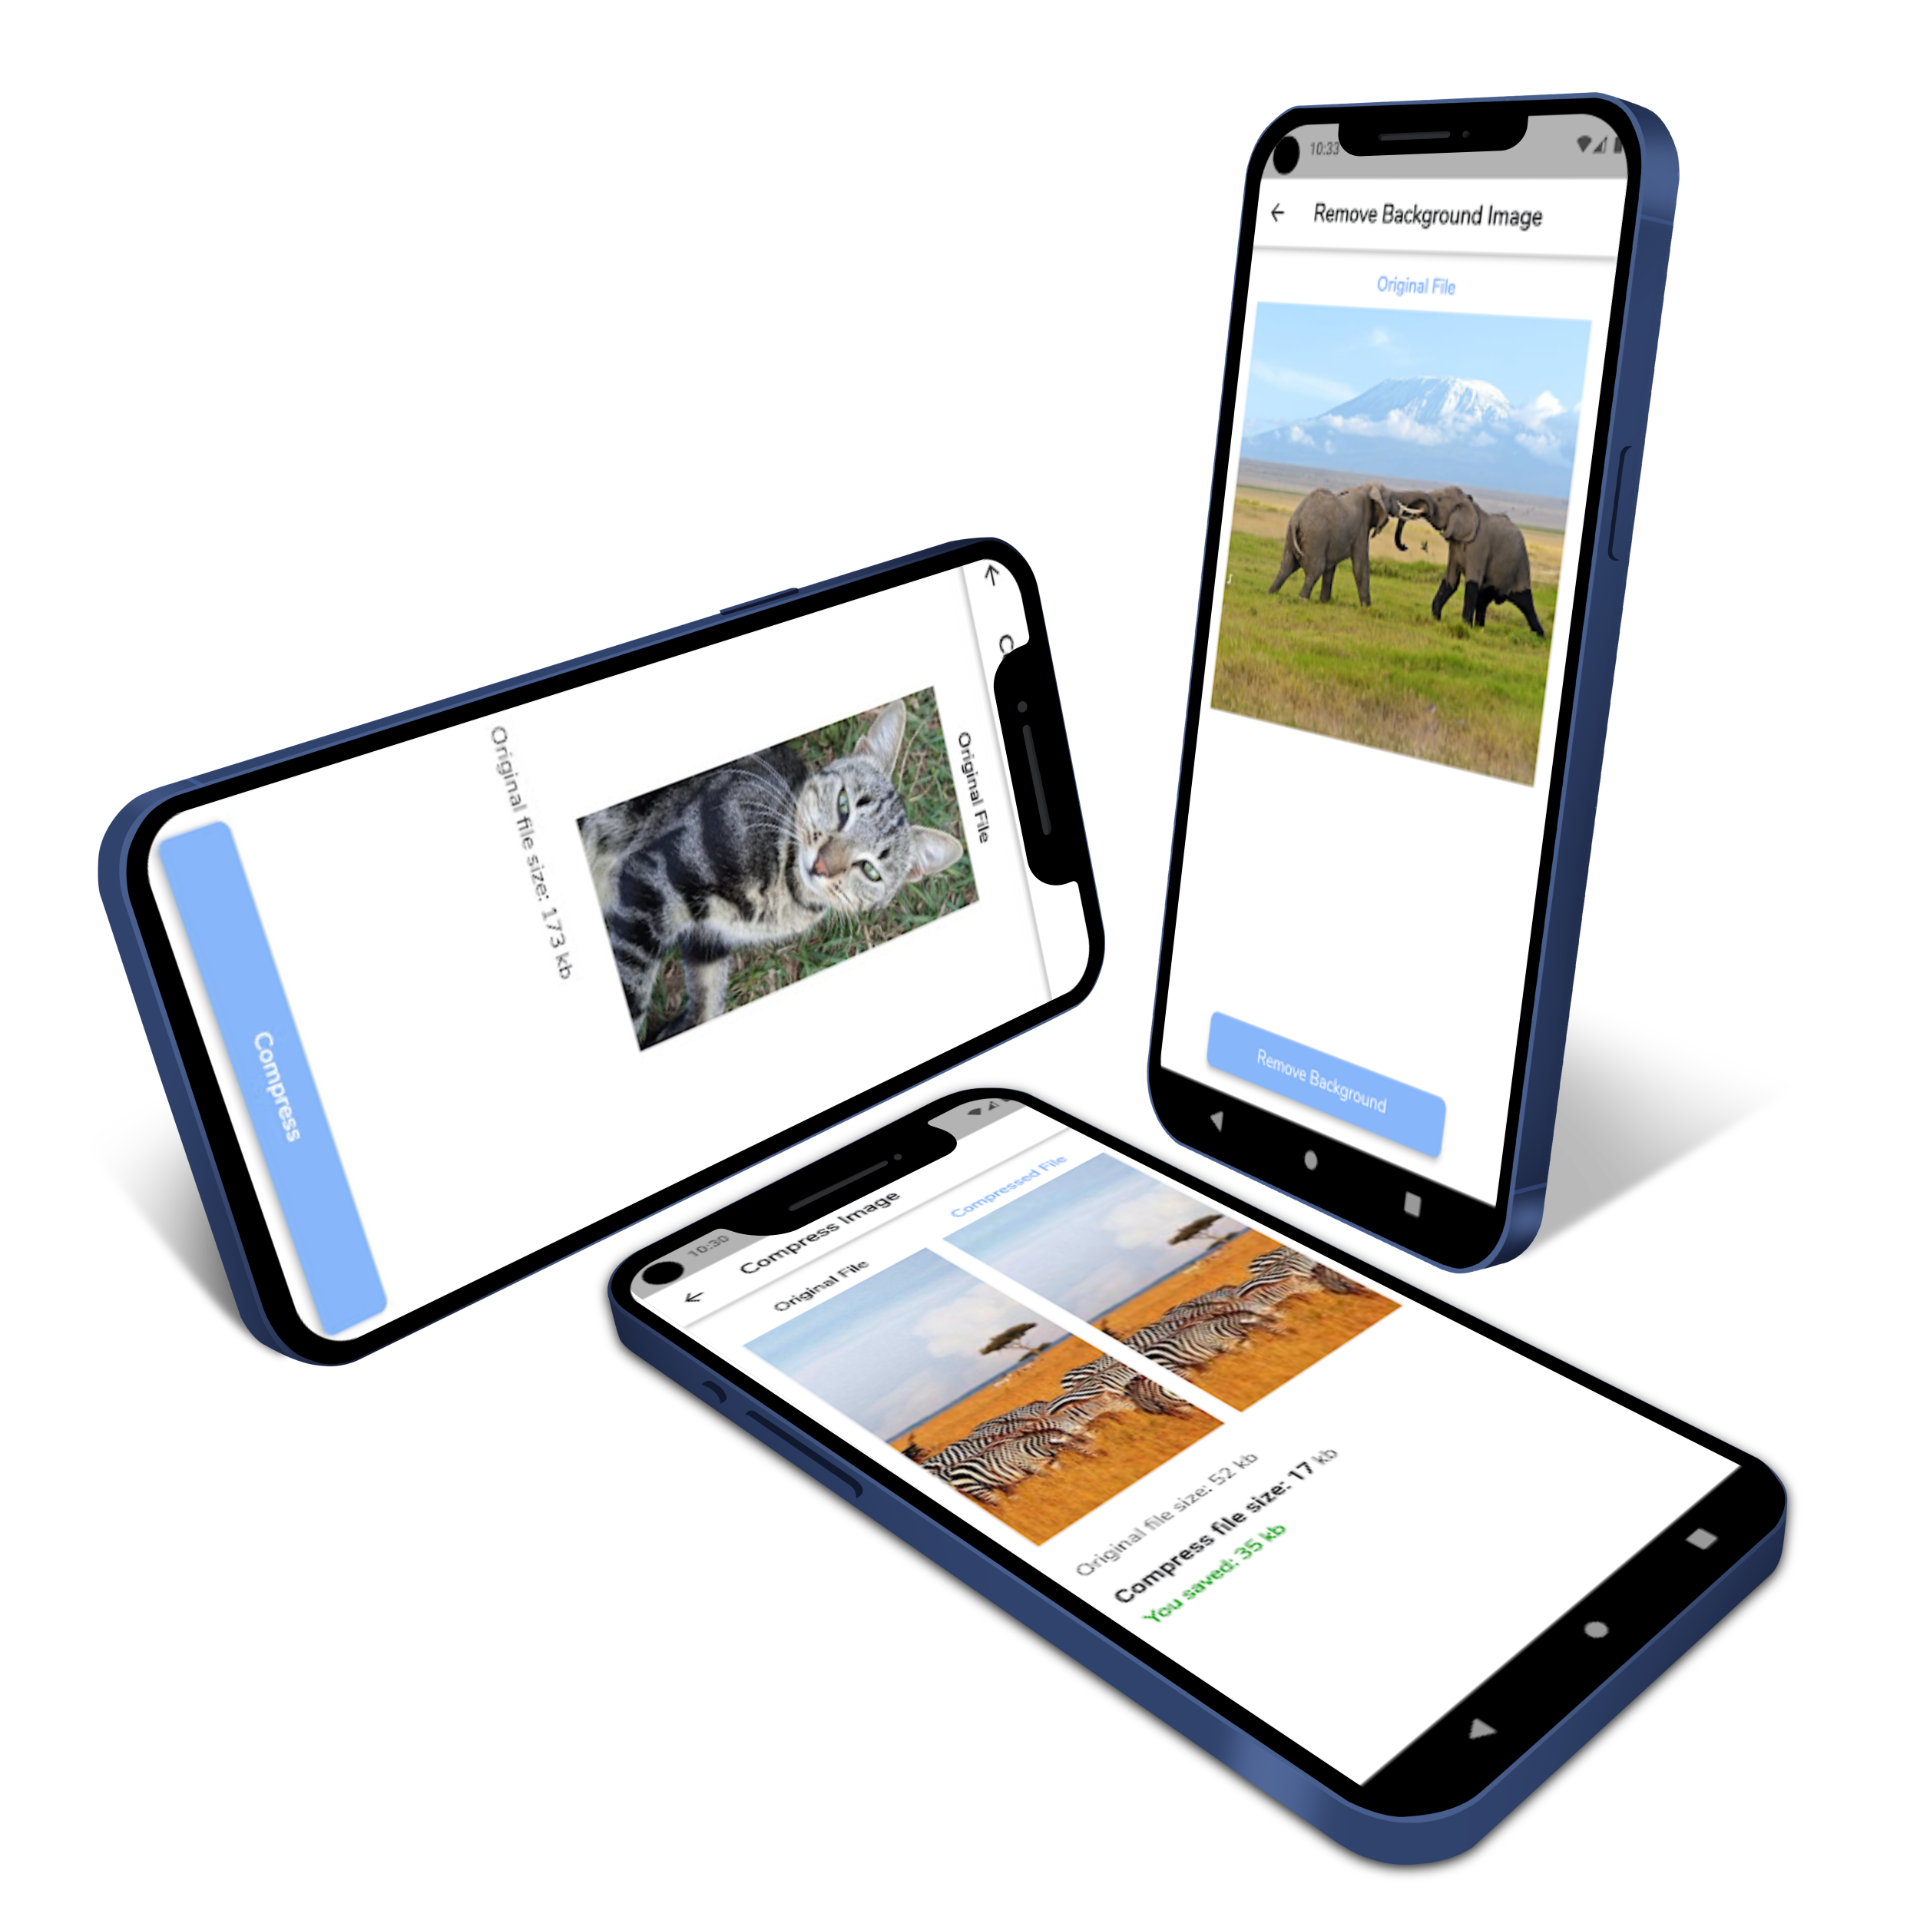 10:33
Remove Background Image
Original File
Remove Background
C
Original File
Original file size: 173 kb
Compress
10:30
Compress Image
Original File
Compressed File
Original file size: 52 kb
Compress file size: 17 kb
You saved: 35 kb